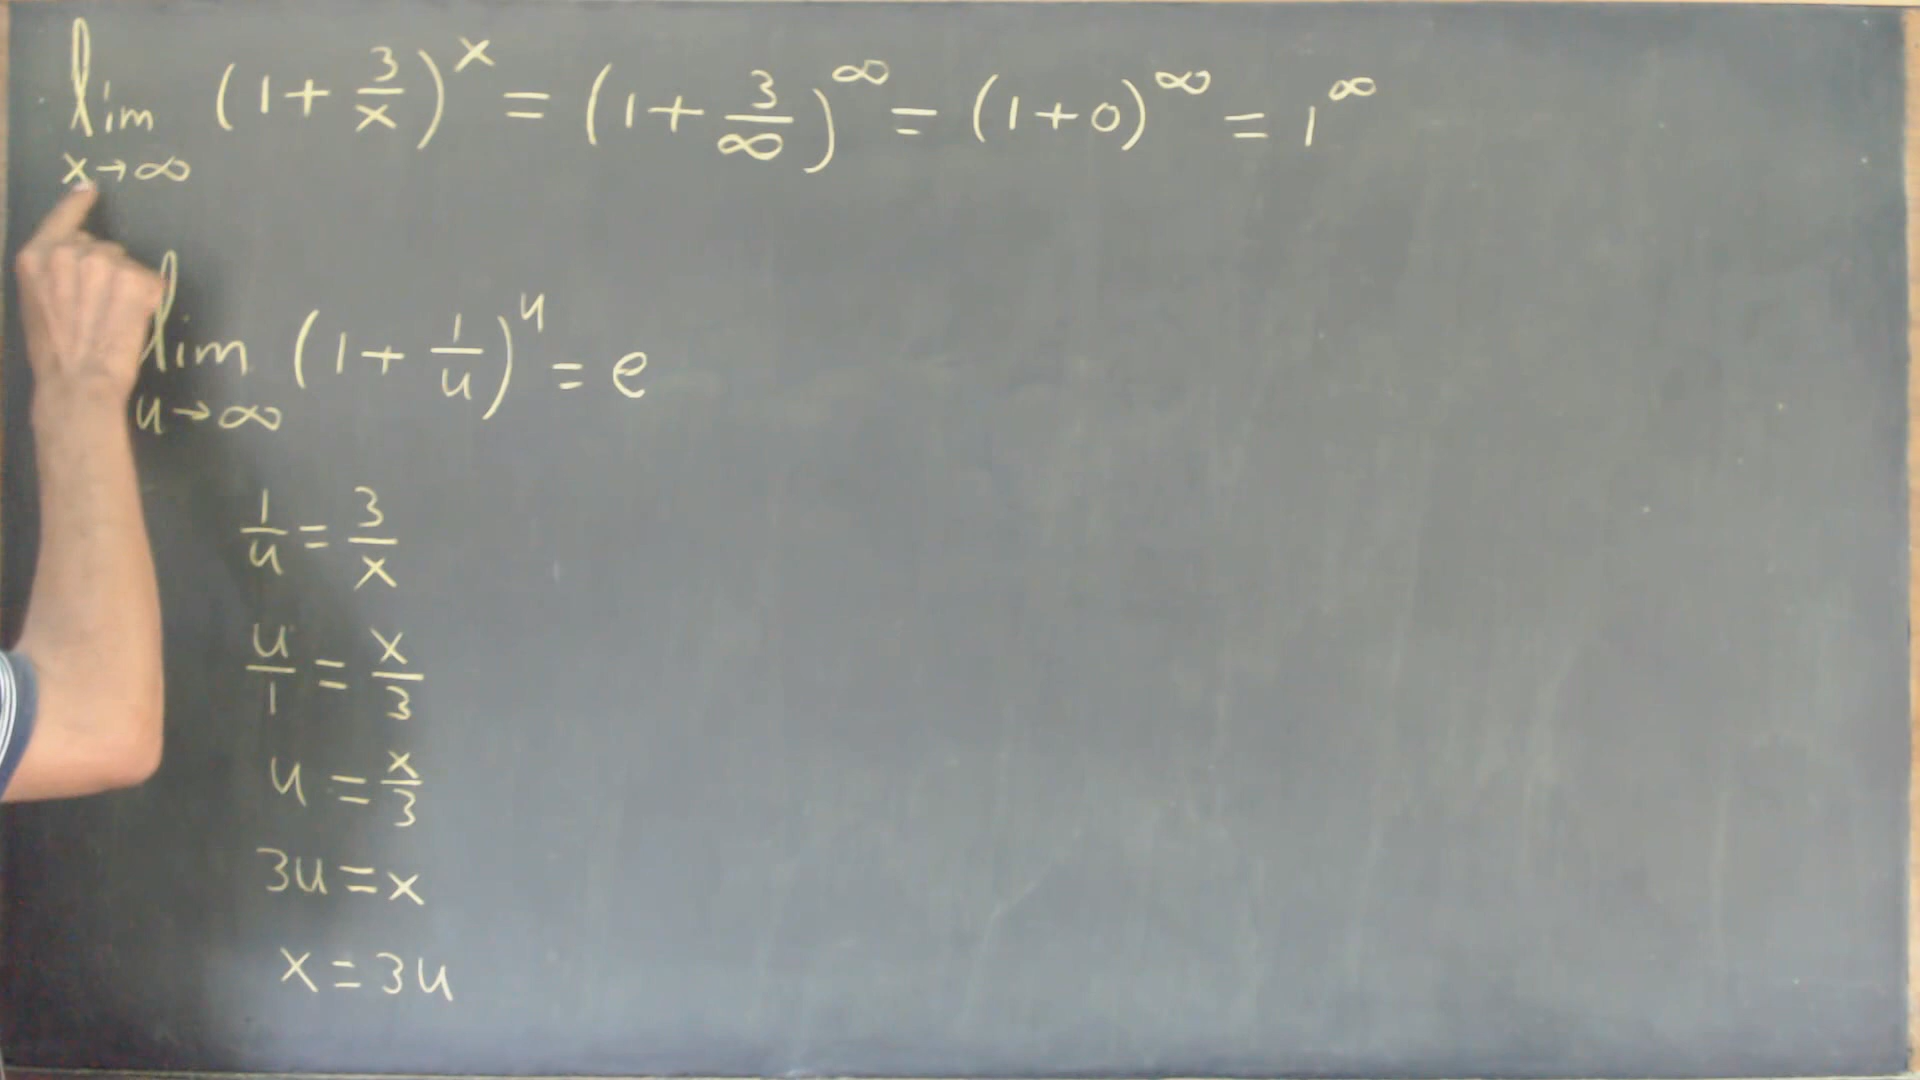 lim x→∞ (1 + 3/x)^x = (1 + 3/∞)^∞ = (1+0)^∞ = 1^∞
lim u→∞ (1 + 1/u)^u = e
1/u = 3/x
u/1 = x/3
u = x/3
3u = x
x = 3u